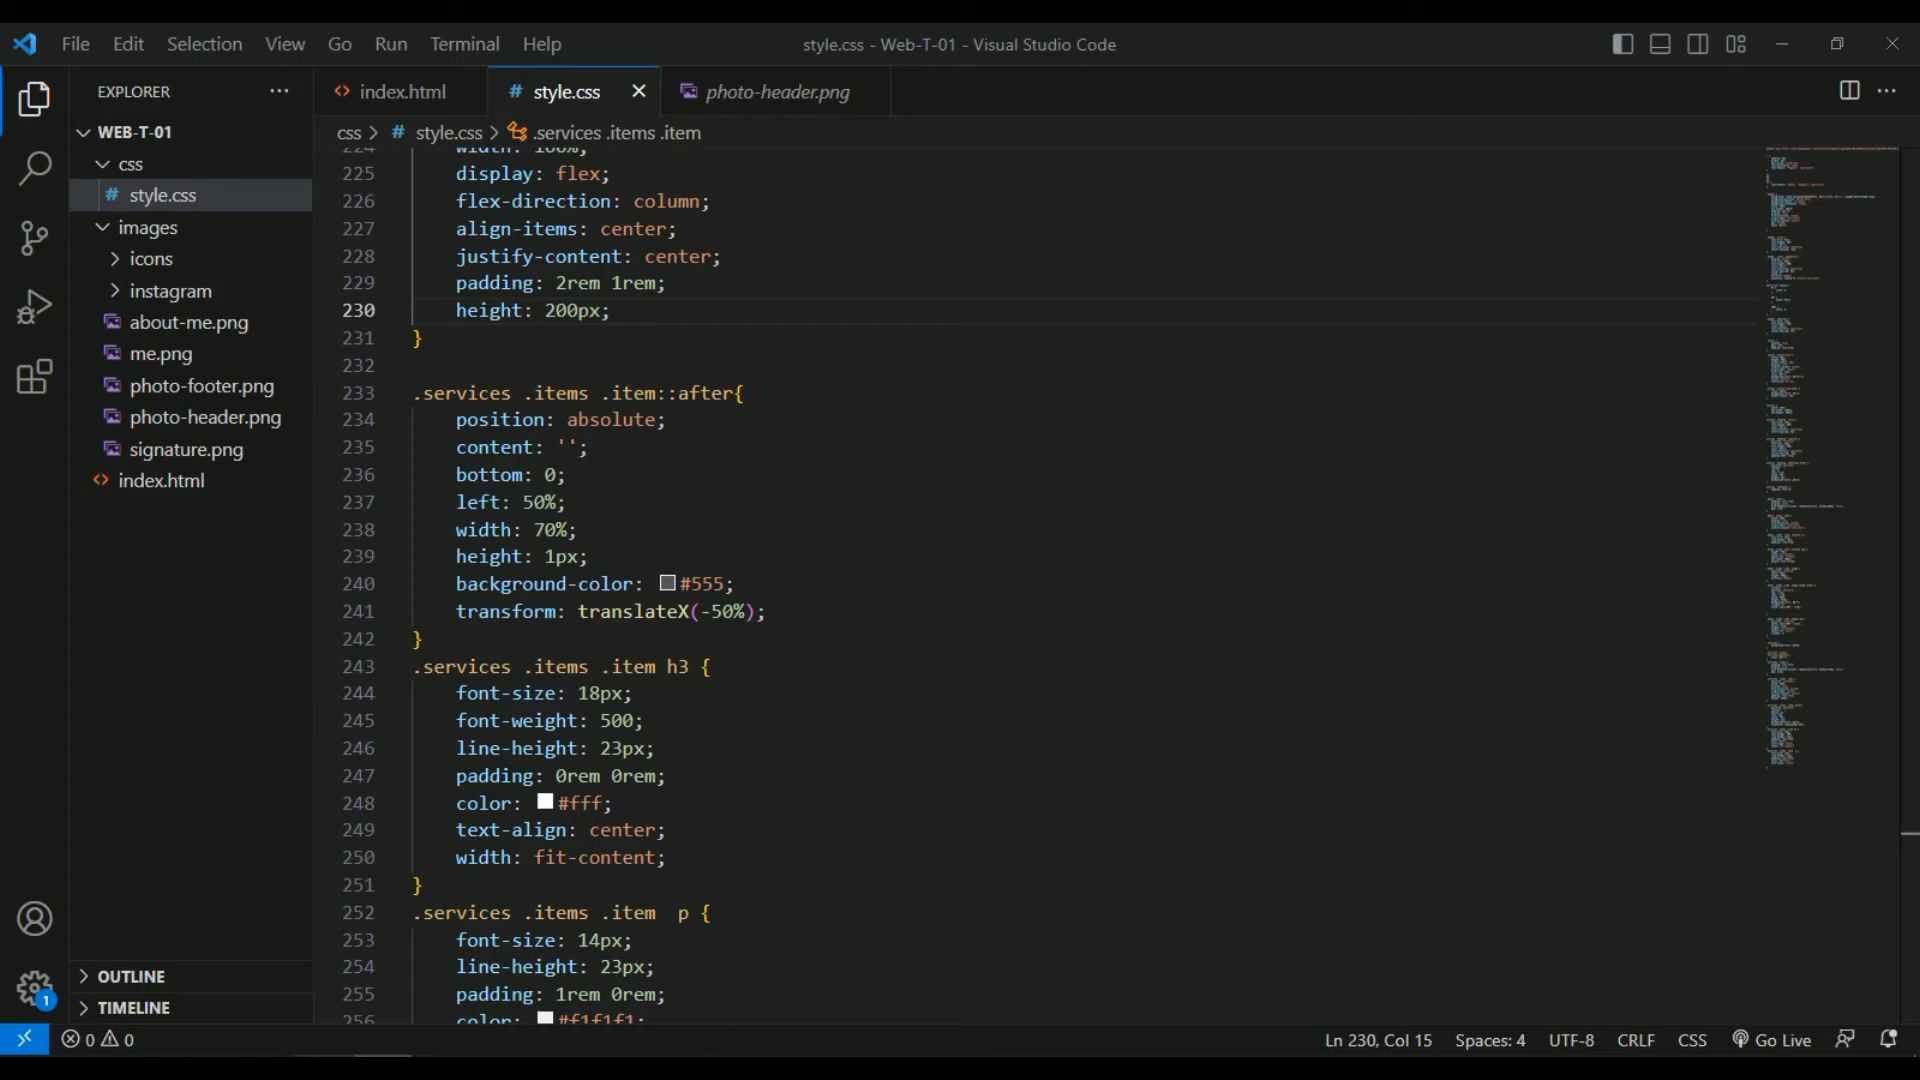 File Edit Selection View Go Run Terminal Help
style.css - Web-T-01 - Visual Studio Code
EXPLORER
index.html
# style.css
photo-header.png
WEB-T-01
css > # style.css > .services .items .item
css
# style.css
images
icons
instagram
about-me.png
me.png
photo-footer.png
photo-header.png
signature.png
index.html
OUTLINE
TIMELINE
224 width: 100%;
225 display: flex;
226 flex-direction: column;
227 align-items: center;
228 justify-content: center;
229 padding: 2rem 1rem;
230 height: 200px;
231 }
232
233 .services .items .item::after{
234 position: absolute;
235 content: '';
236 bottom: 0;
237 left: 50%;
238 width: 70%;
239 height: 1px;
240 background-color: #555;
241 transform: translateX(-50%);
242 }
243 .services .items .item h3 {
244 font-size: 18px;
245 font-weight: 500;
246 line-height: 23px;
247 padding: 0rem 0rem;
248 color: #fff;
249 text-align: center;
250 width: fit-content;
251 }
252 .services .items .item  p {
253 font-size: 14px;
254 line-height: 23px;
255 padding: 1rem 0rem;
256 color: #f1f1f1;
1
0 0
Ln 230, Col 15 Spaces: 4 UTF-8 CRLF CSS Go Live